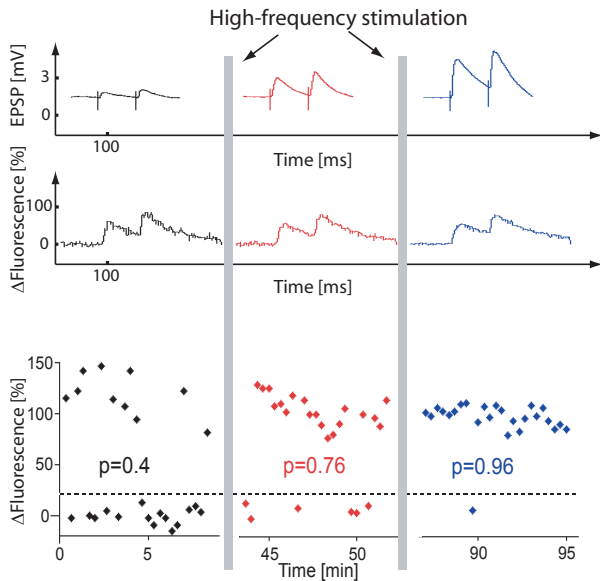 High-frequency stimulation
EPSP [mV]
3
0
100
Time [ms]
ΔFluorescence [%]
100
0
100
Time [ms]
ΔFluorescence [%]
150
100
50
0
p=0.4
p=0.76
p=0.96
0
5
45
50
90
95
Time [min]